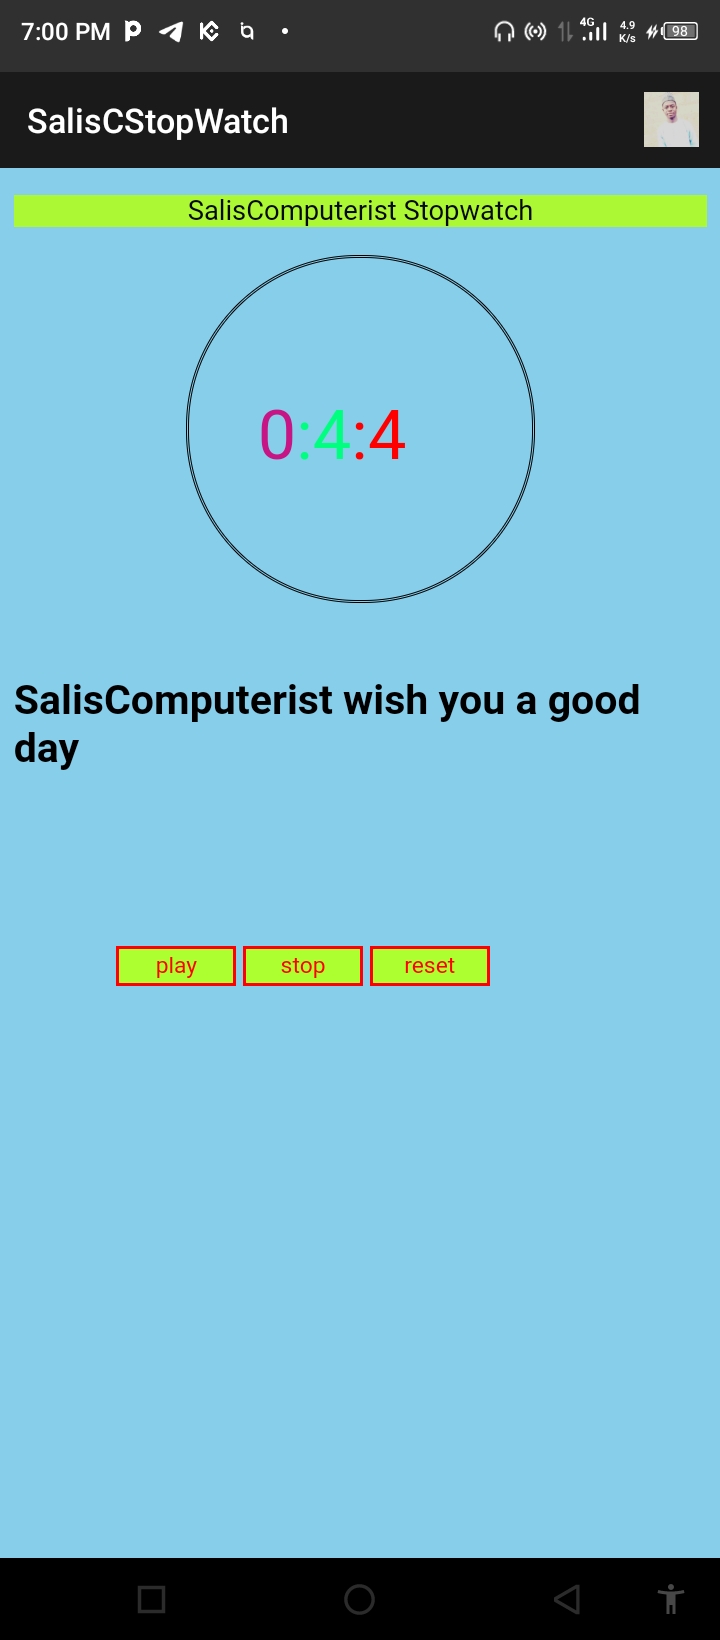 7:00 PM
4G
4.9
K/s
98
SalisCStopWatch
SalisComputerist Stopwatch
0:4:4
SalisComputerist wish you a good
day
play stop reset